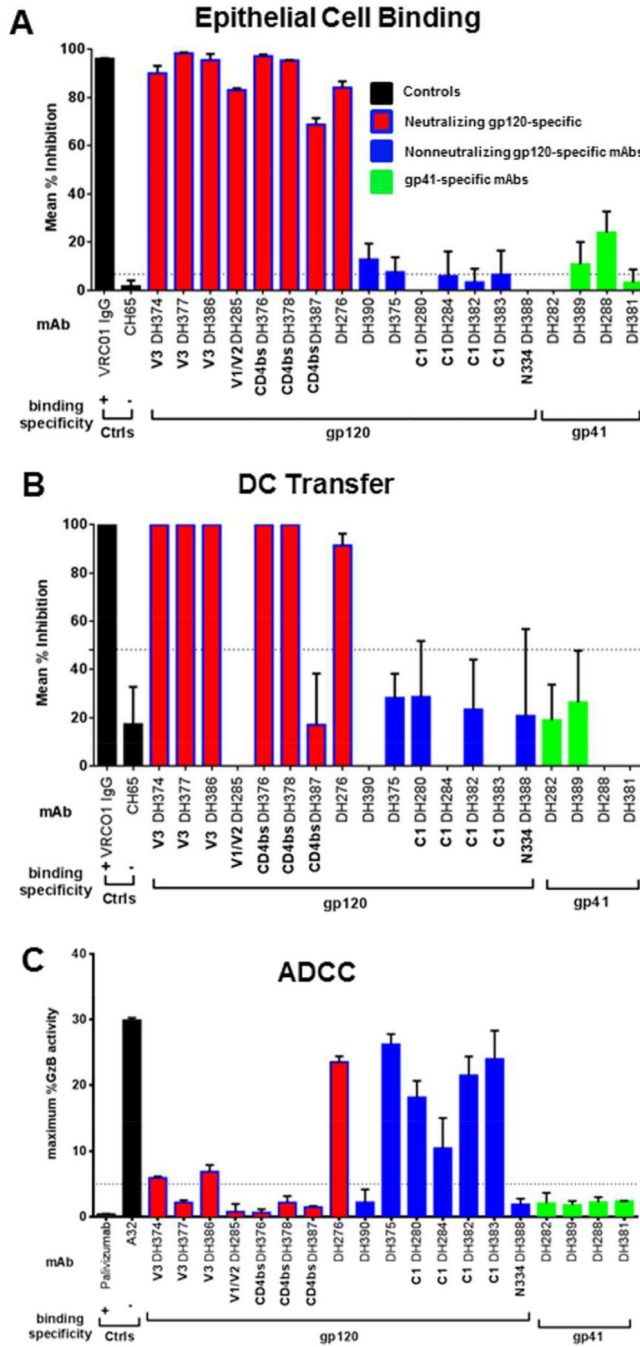 A
Epithelial Cell Binding
Mean % Inhibition
100
80
60
40
20
0
Controls
Neutralizing gp120-specific
Nonneutralizing gp120-specific mAbs
gp41-specific mAbs
mAb
VRC01 IgG
CH65
V3 DH374
V3 DH377
V3 DH386
V1/V2 DH285
CD4bs DH376
CD4bs DH378
CD4bs DH387
DH276
DH390
DH375
C1 DH280
C1 DH284
C1 DH382
C1 DH383
N334 DH388
DH282
DH389
DH288
DH381
binding specificity
+ -
Ctrls
gp120
gp41
B
DC Transfer
Mean % Inhibition
100
80
60
40
20
0
mAb
+ VRCO1 IgG
- CH65
V3 DH374
V3 DH377
V3 DH386
V1/V2 DH285
CD4bs DH376
CD4bs DH378
CD4bs DH387
DH276
DH390
DH375
C1 DH280
C1 DH284
C1 DH382
C1 DH383
N334 DH388
DH282
DH389
DH288
DH381
binding specificity
Ctrls
gp120
gp41
C
ADCC
maximum %GzB activity
40
30
20
10
0
mAb
Palivizumab
A32
V3 DH374
V3 DH377
V3 DH386
V1/V2 DH285
CD4bs DH376
CD4bs DH378
CD4bs DH387
DH276
DH390
DH375
C1 DH280
C1 DH284
C1 DH382
C1 DH383
N334 DH388
DH282
DH389
DH288
DH381
binding specificity
+ -
Ctrls
gp120
gp41